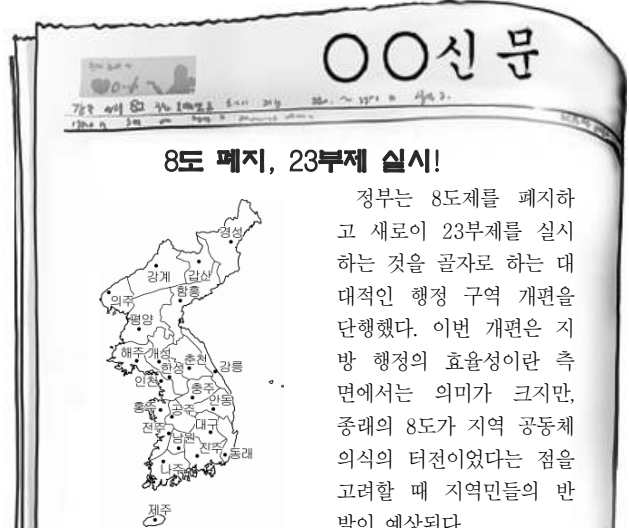 ○○신문
8도 폐지, 23부제 실시!
정부는 8도제를 폐지하
고 새로이 23부제를 실시
하는 것을 골자로 하는 대
대적인 행정 구역 개편을
단행했다. 이번 개편은 지
방 행정의 효율성이란 측
면에서는 의미가 크지만,
종래의 8도가 지역 공동체
의식의 터전이었다는 점을
고려할 때 지역민들의 반
발이 예상된다.
경성
강계 갑산
함흥
의주
평양
해주 개성 춘천 강릉
한성
인천
충주
홍주 공주 안동
전주 대구
남원
진주 동래
나주
제주